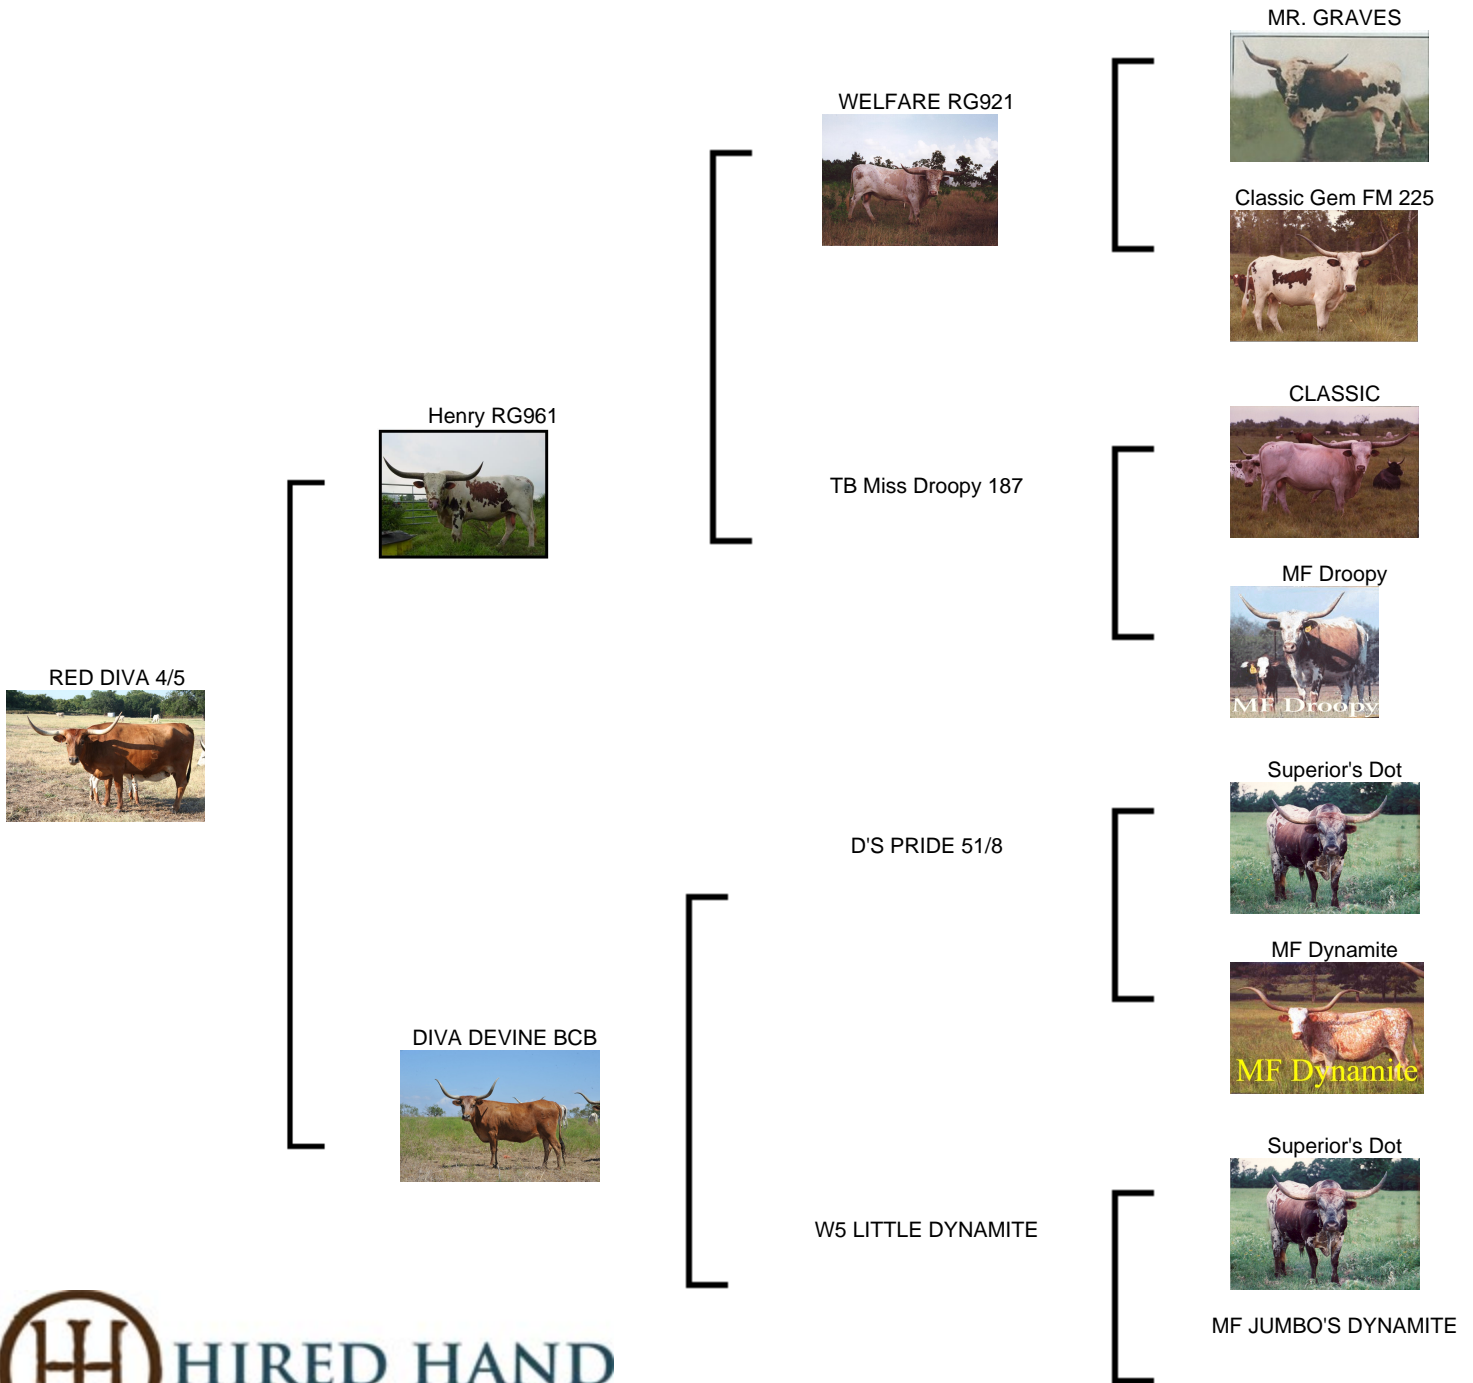 MR. GRAVES
WELFARE RG921
Classic Gem FM 225
CLASSIC
Henry RG961
TB Miss Droopy 187
MF Droopy
MF Droopy
RED DIVA 4/5
Superior's Dot
D'S PRIDE 51/8
MF Dynamite
MF Dynamite
DIVA DEVINE BCB
Superior's Dot
W5 LITTLE DYNAMITE
MF JUMBO'S DYNAMITE
HIRED HAND